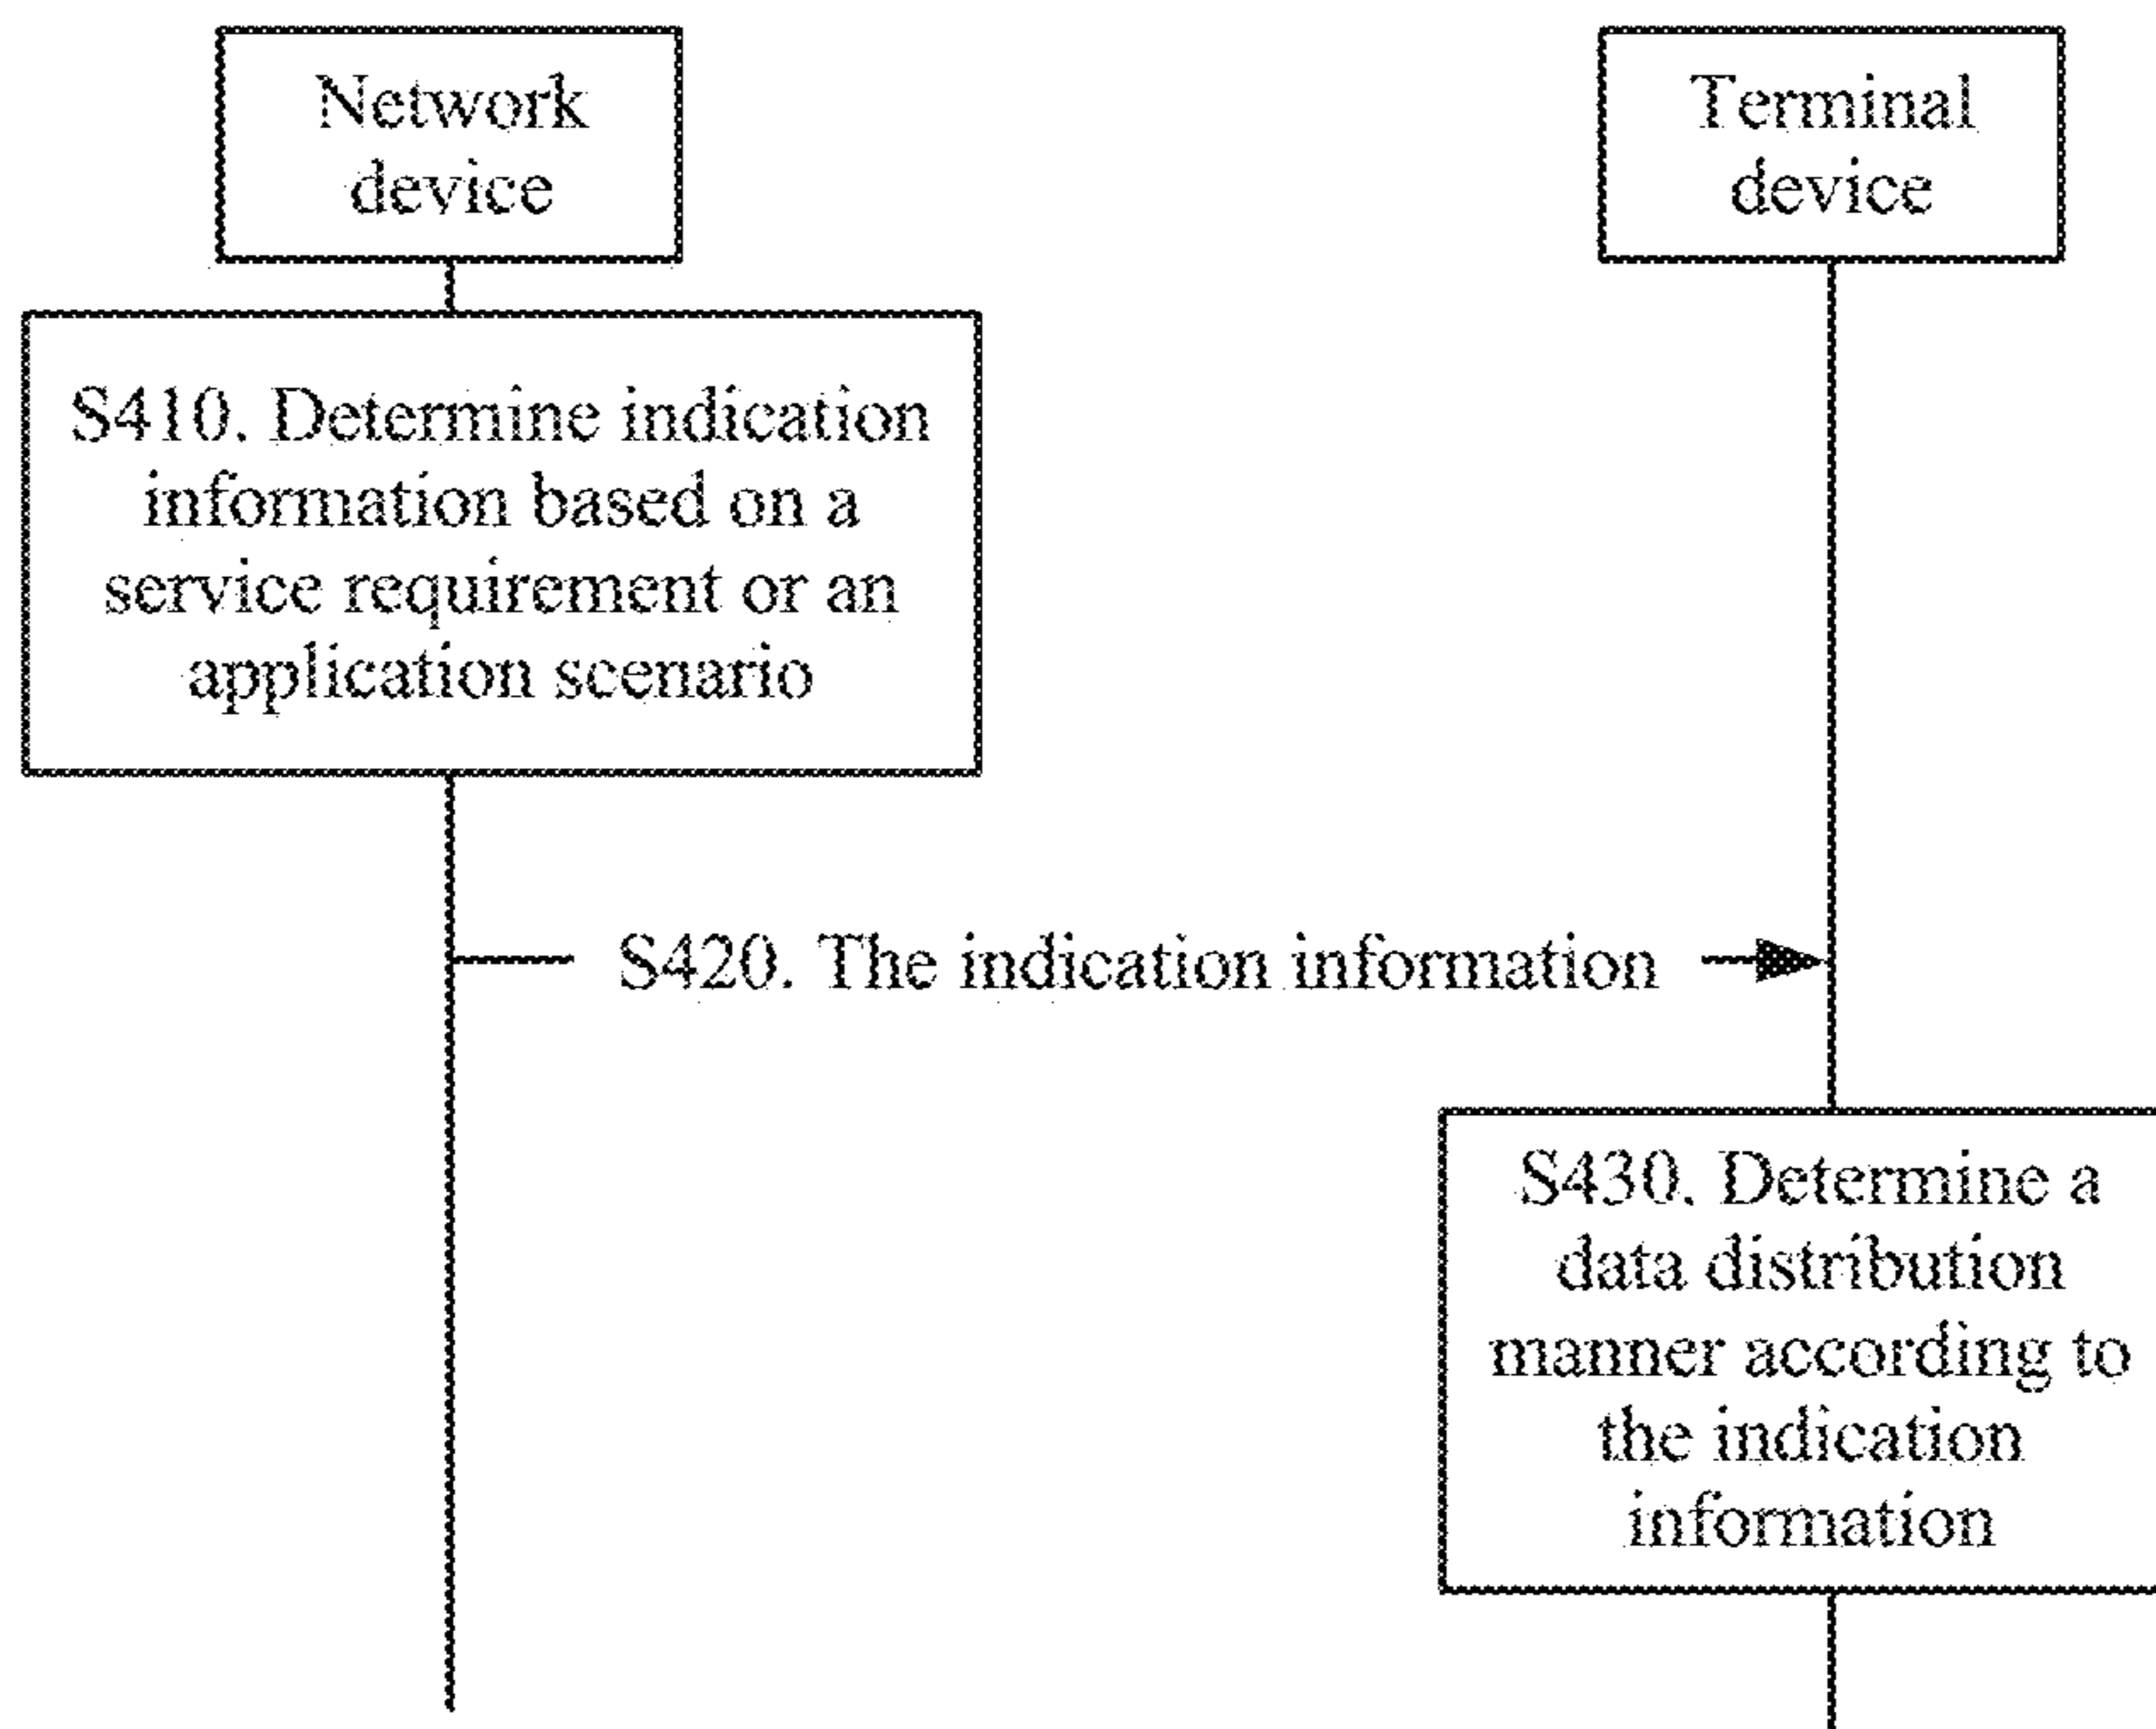 Network
device
Terminal
device
S410. Determine indication
information based on a
service requirement or an
application scenario
S420. The indication information
S430. Determine a
data distribution
manner according to
the indication
information